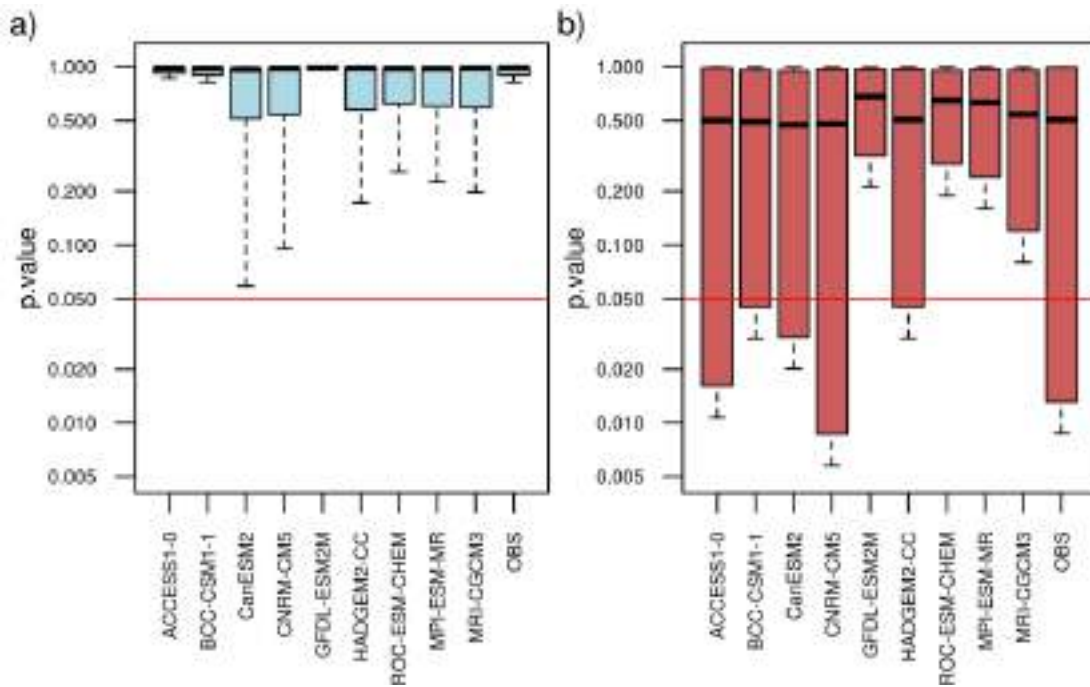 a)
p.value
1.000
0.500
0.200
0.100
0.050
0.020
0.010
0.005
ACCESS1-0
BCC-CSM1-1
CanESM2
CNRM-CM5
GFDL-ESM2M
HADGEM2-CC
ROC-ESM-CHEM
MPI-ESM-MR
MRI-CGCM3
OBS
b)
p.value
1.000
0.500
0.200
0.100
0.050
0.020
0.010
0.005
ACCESS1-0
BCC-CSM1-1
CanESM2
CNRM-CM5
GFDL-ESM2M
HADGEM2-CC
ROC-ESM-CHEM
MPI-ESM-MR
MRI-CGCM3
OBS